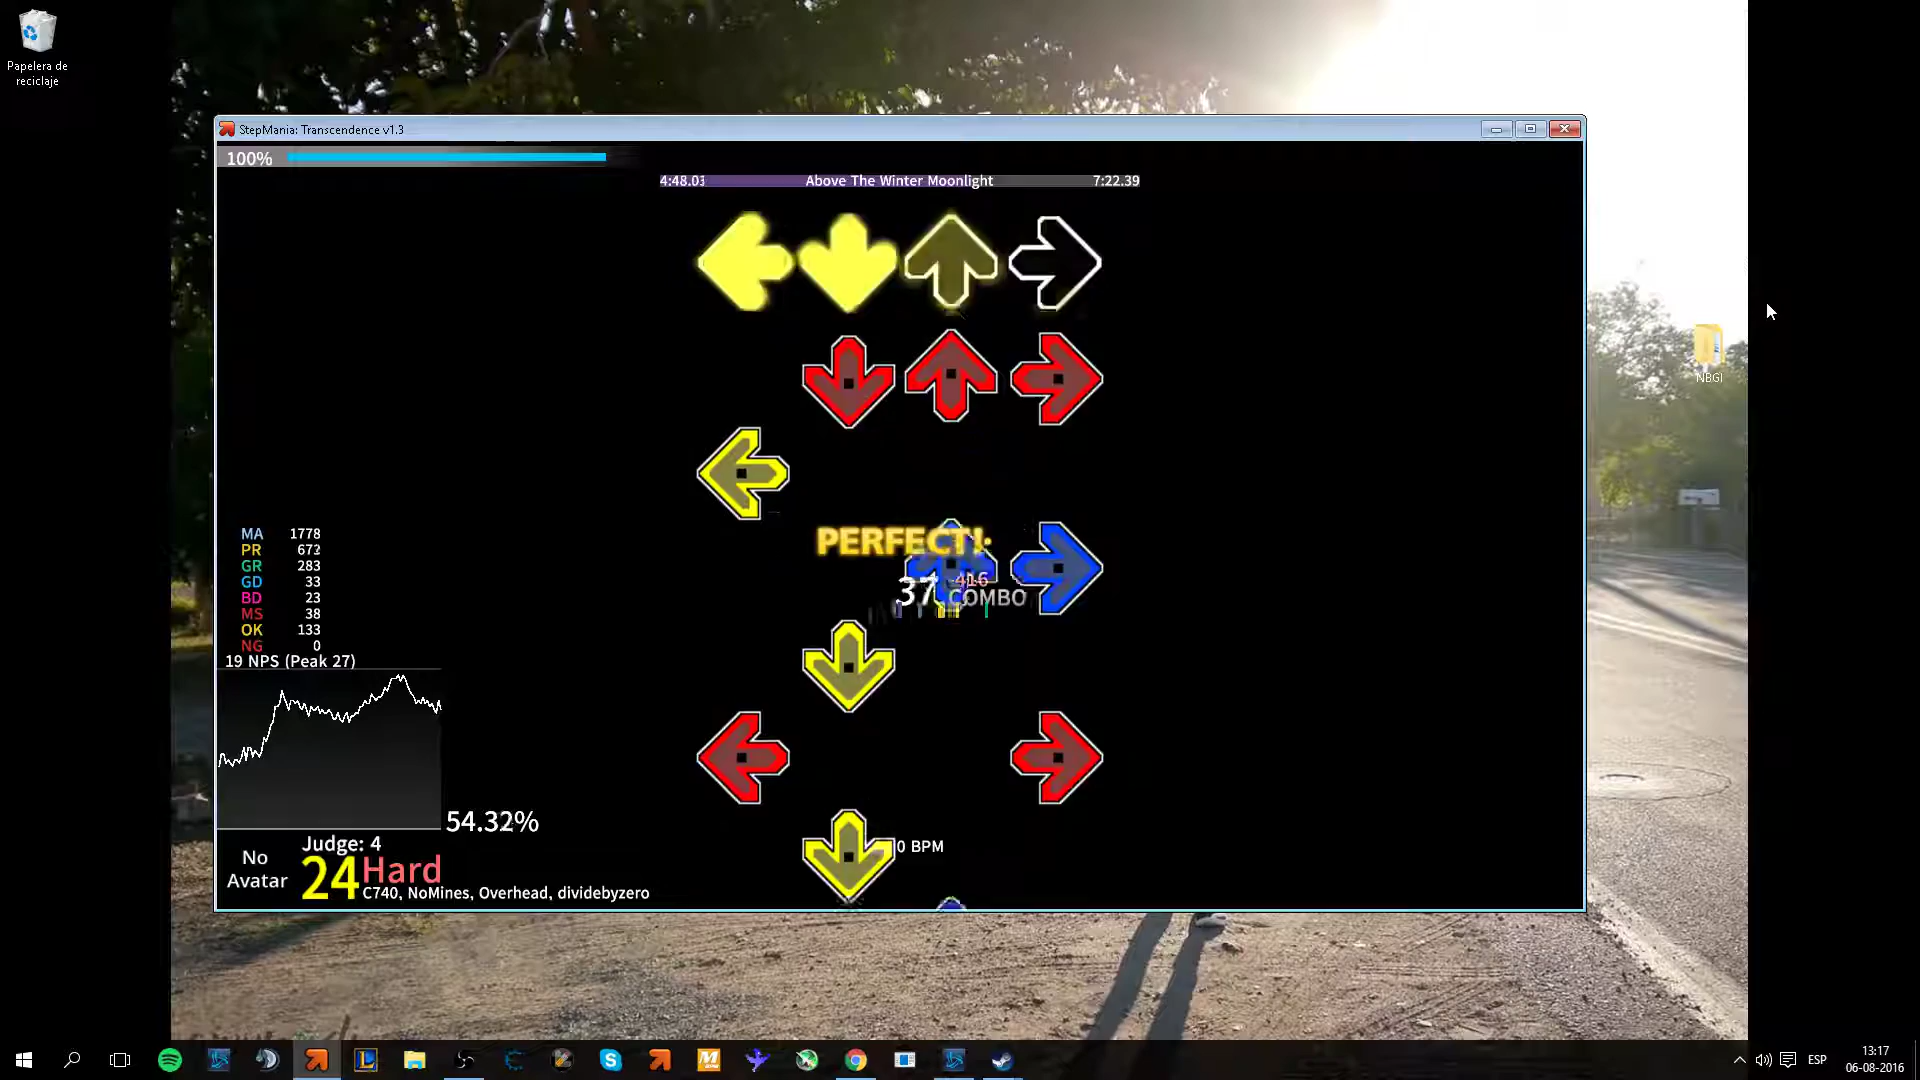 Papelera de
reciclaje
StepMania: Transcendence v1.3
100%
4:48.03 Above The Winter Moonlight 7:22.39
NBGI
PERFECT!
MA 1778
PR 672
GR 283
GD 33
BD 23
MS 38
OK 133
NG 0
-416
37 COMBO
19 NPS (Peak 27)
54.32%
0 BPM
Judge: 4
No
Avatar
24 Hard
C740, NoMines, Overhead, dividebyzero
ESP
13:17
06-08-2016